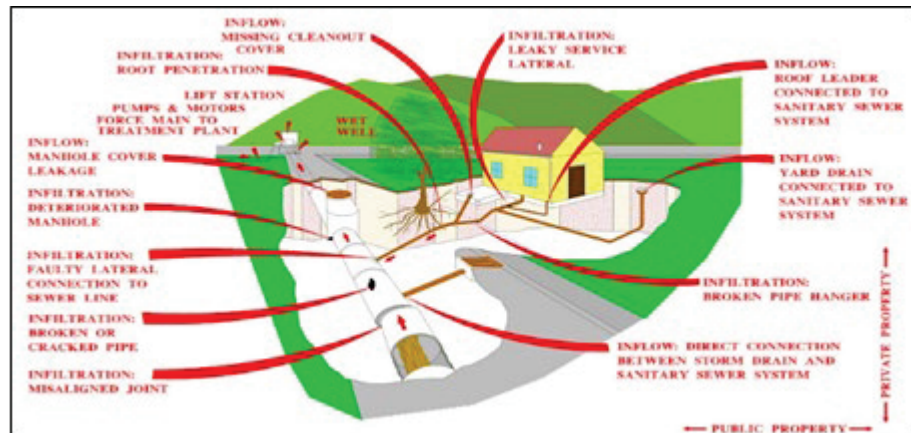 INFLOW:
MISSING CLEANOUT
COVER
INFILTRATION:
LEAKY SERVICE
LATERAL
INFILTRATION:
ROOT PENETRATION
INFLOW:
ROOF LEADER
CONNECTED TO
SANITARY SEWER
SYSTEM
LIFT STATION
PUMPS & MOTORS
FORCE MAIN TO
TREATMENT PLANT
WET
WELL
INFLOW:
MANHOLE COVER
LEAKAGE
INFLOW:
YARD DRAIN
CONNECTED TO
SANITARY SEWER
SYSTEM
INFILTRATION:
DETERIORATED
MANHOLE
INFILTRATION:
FAULTY LATERAL
CONNECTION TO
SEWER LINE
INFILTRATION:
BROKEN PIPE HANGER
INFILTRATION:
BROKEN OR
CRACKED PIPE
INFLOW: DIRECT CONNECTION
BETWEEN STORM DRAIN AND
SANITARY SEWER SYSTEM
INFILTRATION:
MISALIGNED JOINT
PRIVATE PROPERTY
PUBLIC PROPERTY